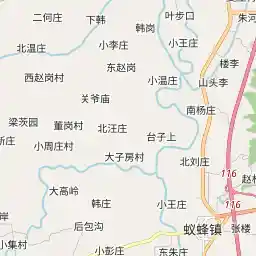 二何庄
下韩
韩岗
叶步口
朱河
小李庄
小王庄
北温庄
楼李
东赵岗
西赵岗村
小温庄
山头李
关爷庙
南杨庄
梁茨园
董岗村
北汪庄
台子上
小周庄村
大子房村
北刘庄
116
赵
大高岭
韩庄
小王庄
116
岸
后包沟
蚁蜂镇
张楼
小集村
小彭庄
东朱庄